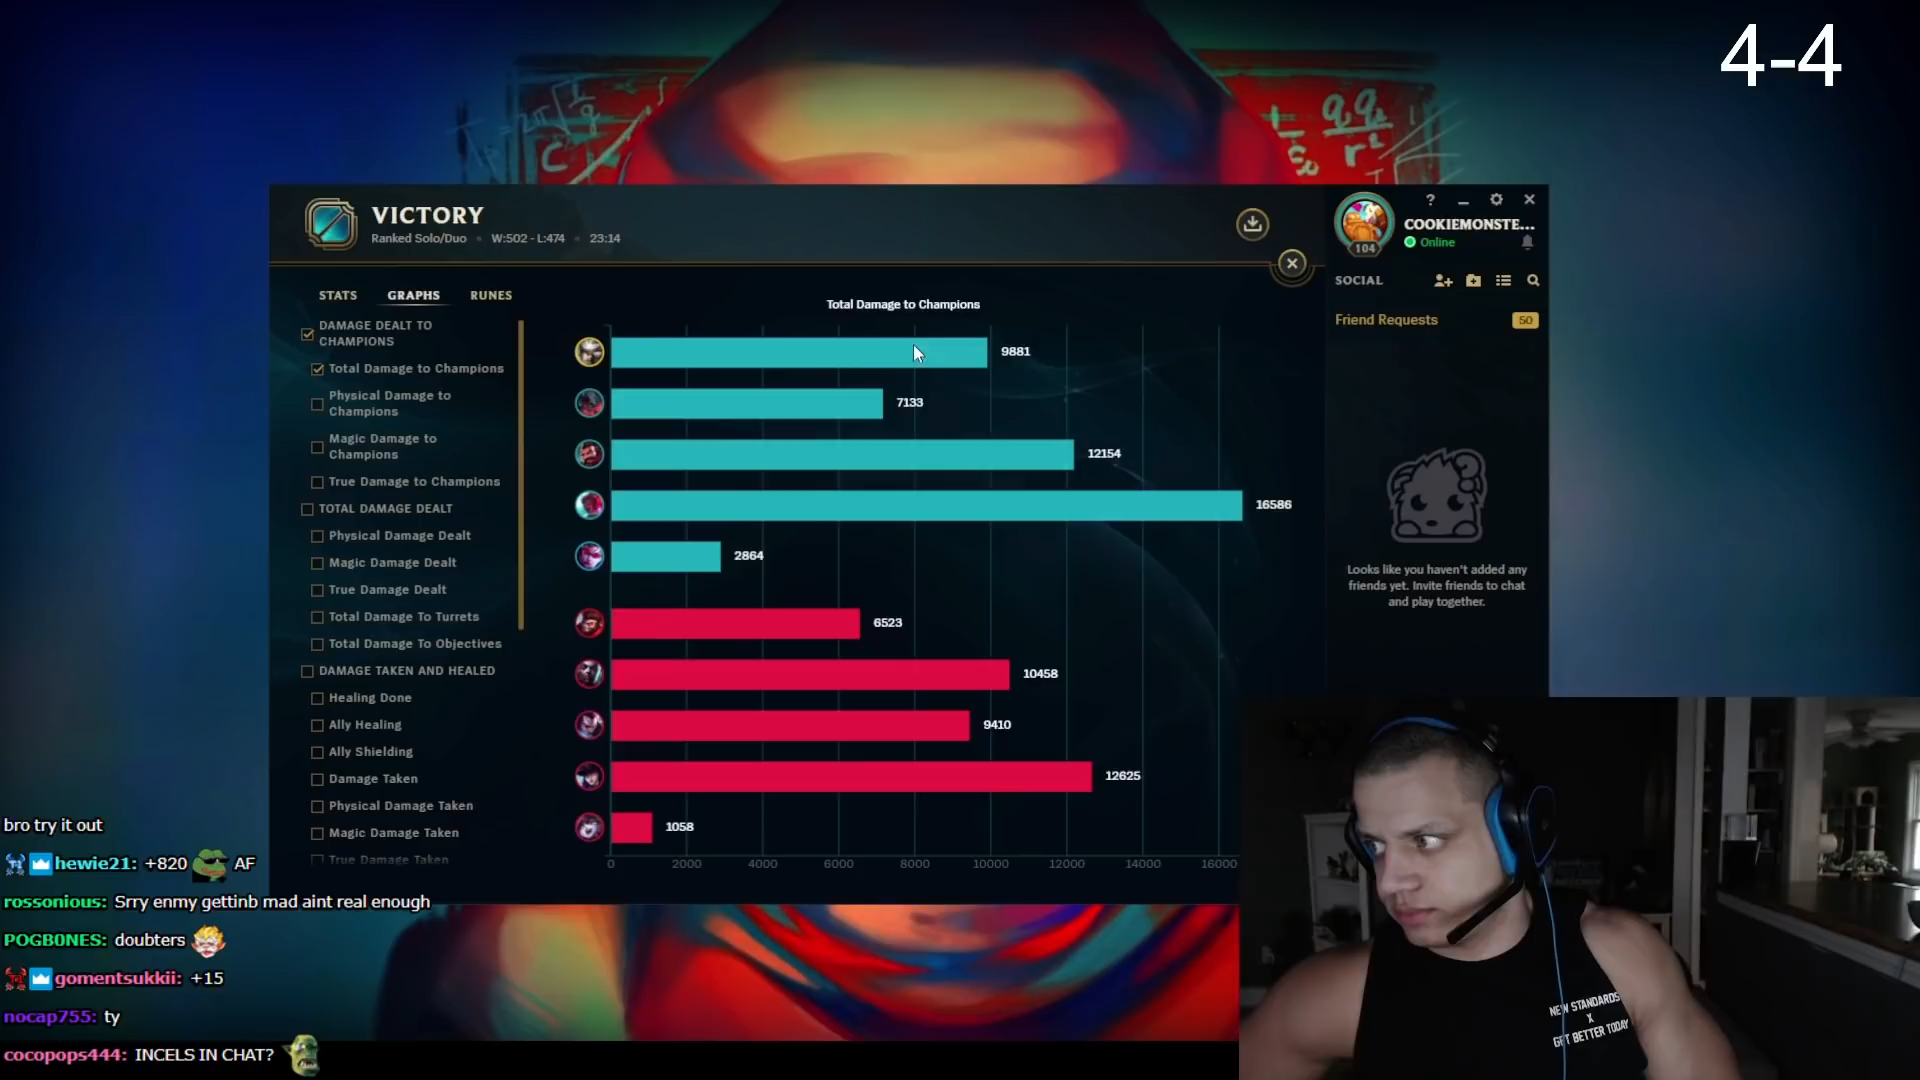 4-4
VICTORY
Ranked Solo/Duo • W:502 - L:474 • 23:14
? 
COOKIEMONSTE...
104
Online
SOCIAL
Friend Requests 50
Looks like you haven't added any
friends yet. Invite friends to chat
and play together.
STATS GRAPHS RUNES
DAMAGE DEALT TO
CHAMPIONS
Total Damage to Champions
Physical Damage to
Champions
Magic Damage to
Champions
True Damage to Champions
TOTAL DAMAGE DEALT
Physical Damage Dealt
Magic Damage Dealt
True Damage Dealt
Total Damage To Turrets
Total Damage To Objectives
DAMAGE TAKEN AND HEALED
Healing Done
Ally Healing
Ally Shielding
Damage Taken
Physical Damage Taken
Magic Damage Taken
True Damage Taken
Total Damage to Champions
9881
7133
12154
16586
2864
6523
10458
9410
12625
1058
0 2000 4000 6000 8000 10000 12000 14000 16000
bro try it out
hewie21: +820 AF
rossonious: Srry enmy gettinb mad aint real enough
POGB0NES: doubters
gomentsukkii: +15
nocap755: ty
cocopops444: INCELS IN CHAT?
NEW STANDARDS
X
GET BETTER TODAY